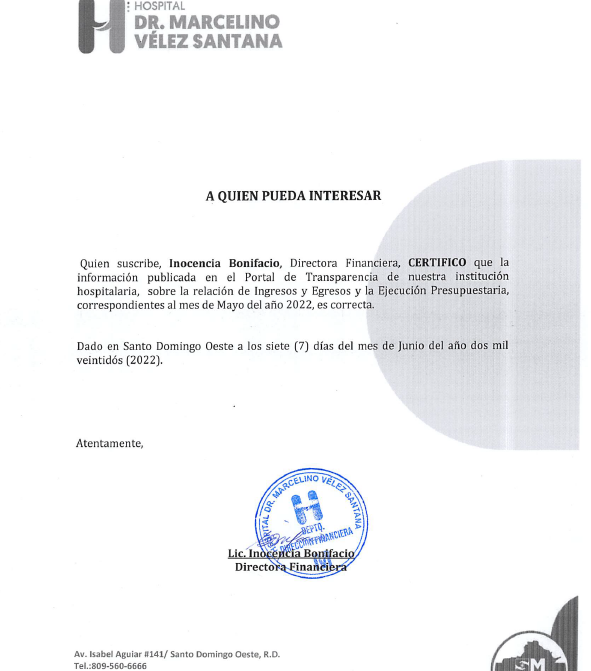 HOSPITAL
DR. MARCELINO
VÉLEZ SANTANA
A QUIEN PUEDA INTERESAR
Quien suscribe, Inocencia Bonifacio, Directora Financiera, CERTIFICO que la
información publicada en el Portal de Transparencia de nuestra institución
hospitalaria, sobre la relación de Ingresos y Egresos y la Ejecución Presupuestaria,
correspondientes al mes de Mayo del año 2022, es correcta.
Dado en Santo Domingo Oeste a los siete (7) días del mes de Junio del año dos mil
veintidós (2022).
Atentamente,
HOSPITAL DR. MARCELINO VELEZ SANTANA
DEPTO.
DIRECCION FINANCIERA
Lic. Inocencia Bonifacio
Directora Financiera
Av. Isabel Aguiar #141/ Santo Domingo Oeste, R.D.
Tel.:809-560-6666